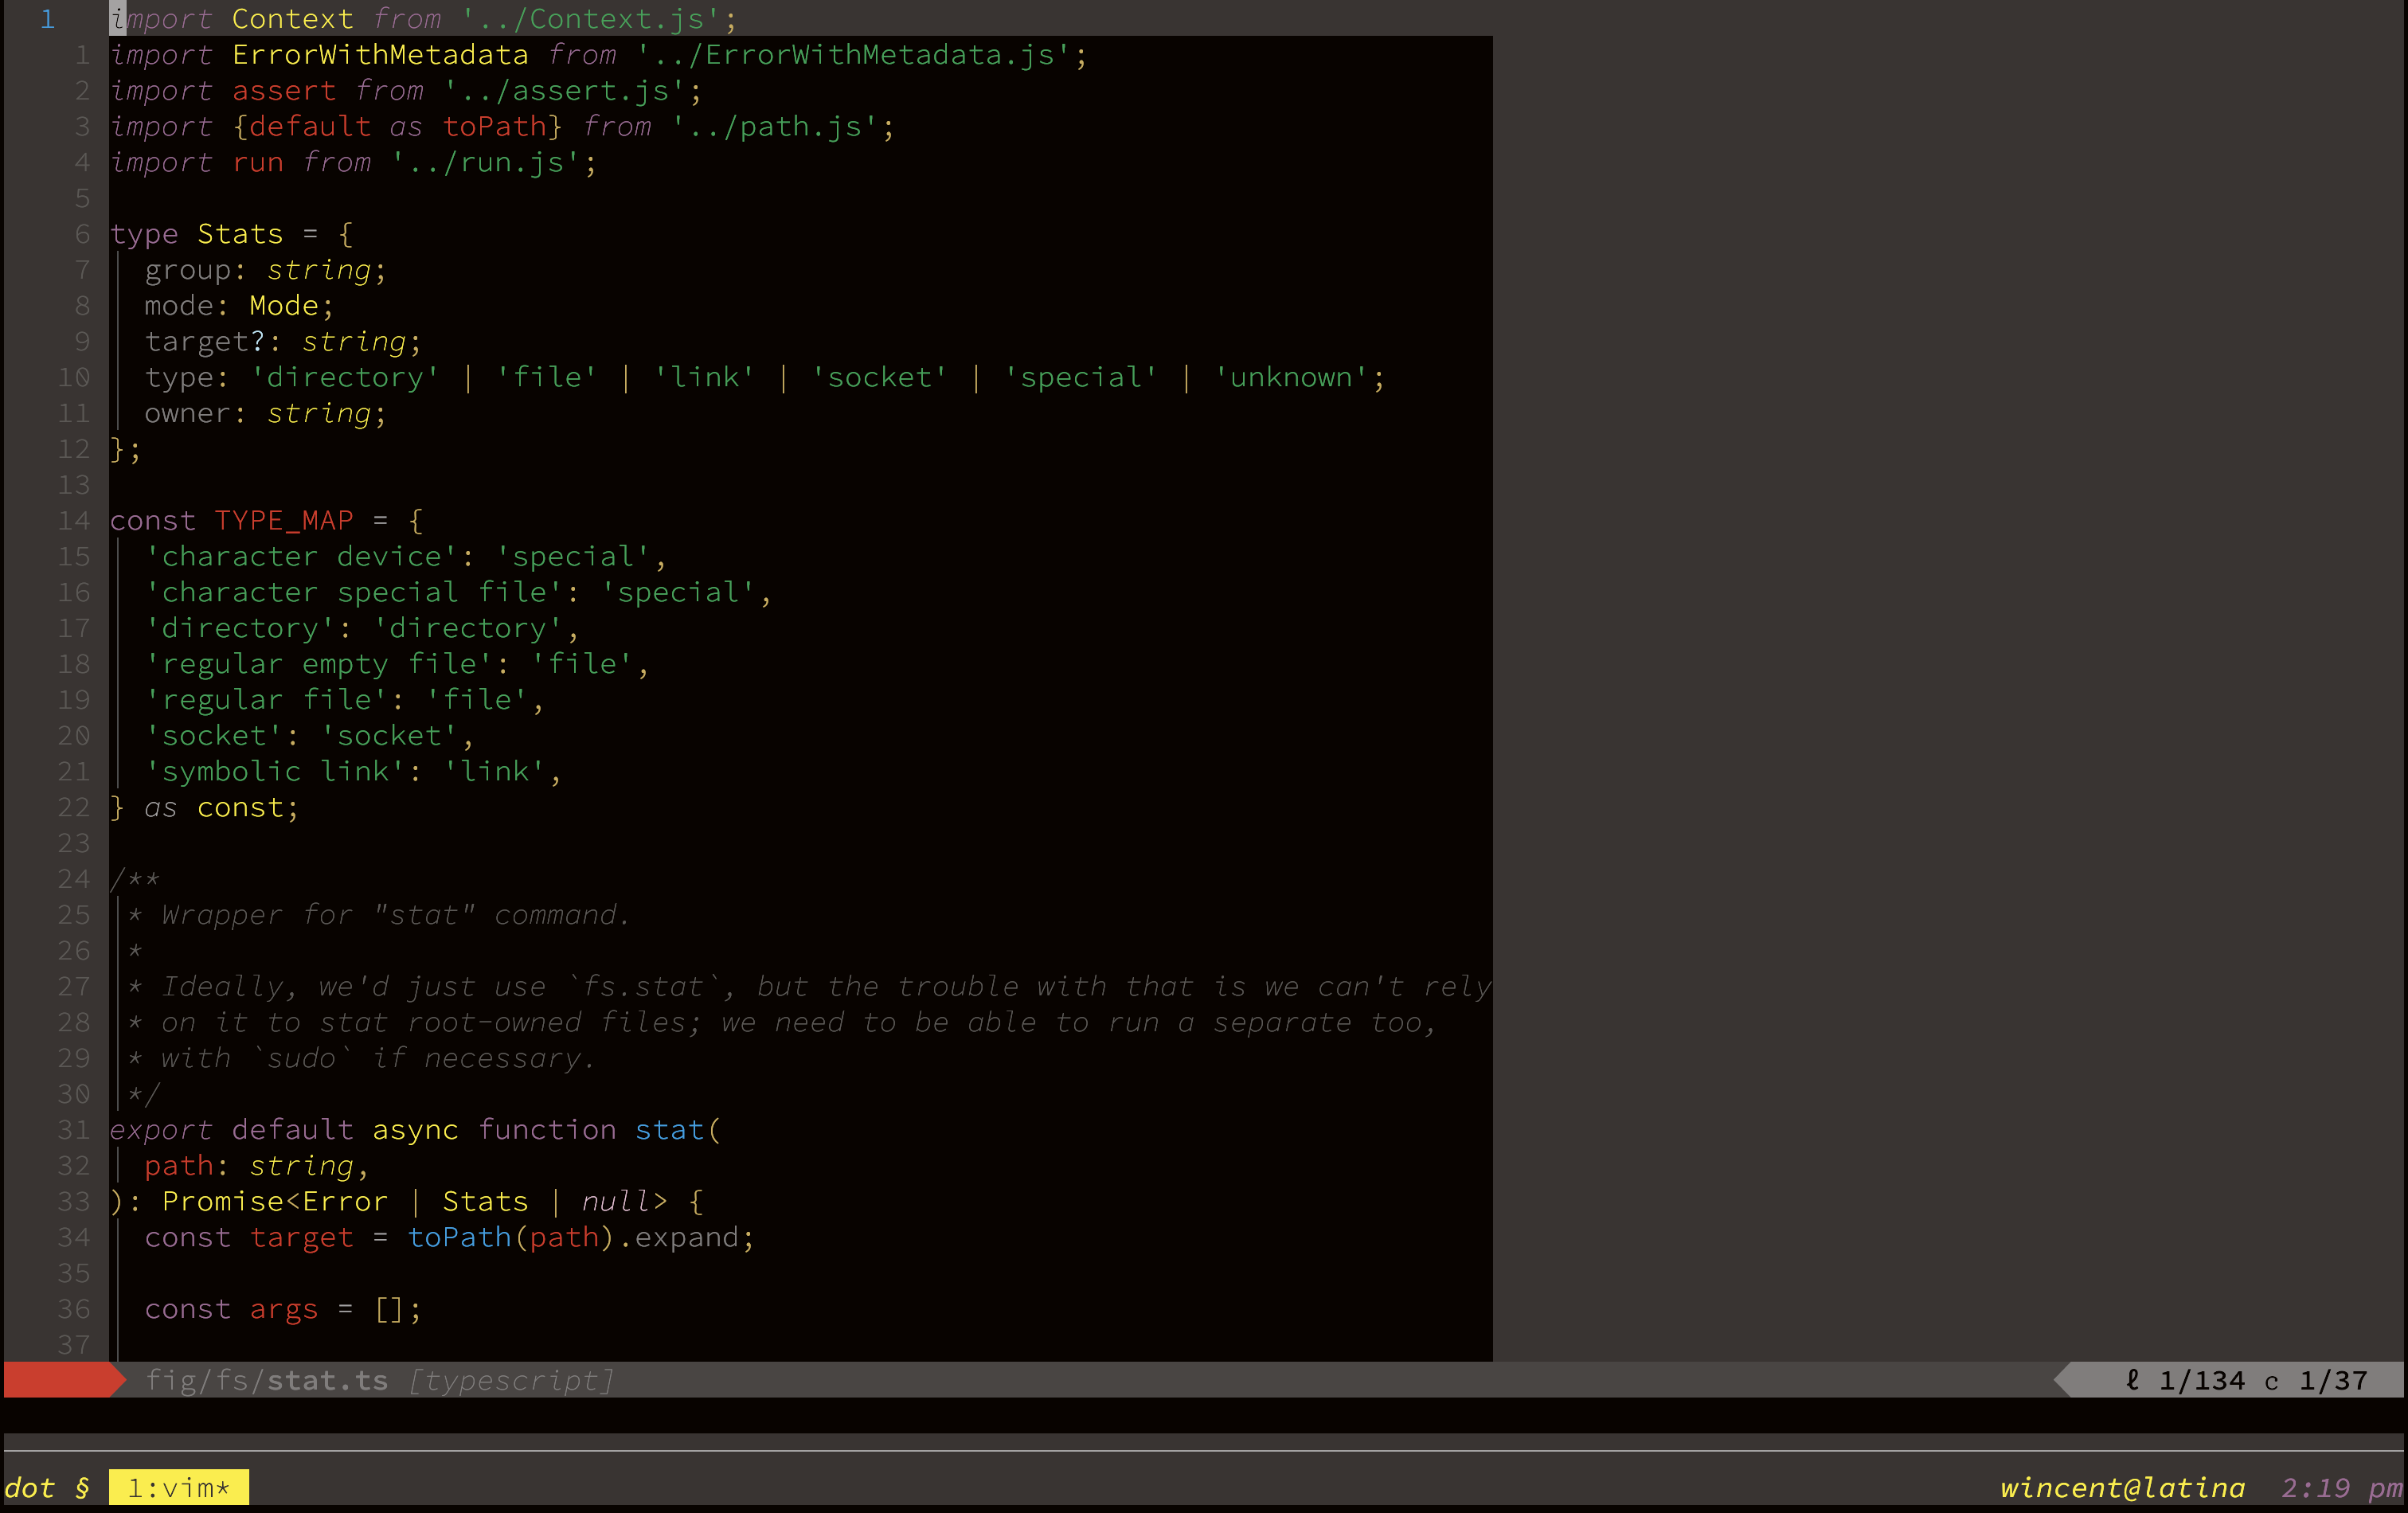 1 import Context from '../Context.js';
1 import ErrorWithMetadata from '../ErrorWithMetadata.js';
2 import assert from '../assert.js';
3 import {default as toPath} from '../path.js';
4 import run from '../run.js';
5
6 type Stats = {
7   group: string;
8   mode: Mode;
9   target?: string;
10   type: 'directory' | 'file' | 'link' | 'socket' | 'special' | 'unknown';
11   owner: string;
12 };
13
14 const TYPE_MAP = {
15   'character device': 'special',
16   'character special file': 'special',
17   'directory': 'directory',
18   'regular empty file': 'file',
19   'regular file': 'file',
20   'socket': 'socket',
21   'symbolic link': 'link',
22 } as const;
23
24 /**
25  * Wrapper for "stat" command.
26  *
27  * Ideally, we'd just use `fs.stat`, but the trouble with that is we can't rely
28  * on it to stat root-owned files; we need to be able to run a separate too,
29  * with `sudo` if necessary.
30  */
31 export default async function stat(
32   path: string,
33 ): Promise<Error | Stats | null> {
34   const target = toPath(path).expand;
35
36   const args = [];
37
fig/fs/stat.ts [typescript] ℓ 1/134 c 1/37
dot § 1:vim* wincent@latina 2:19 pm